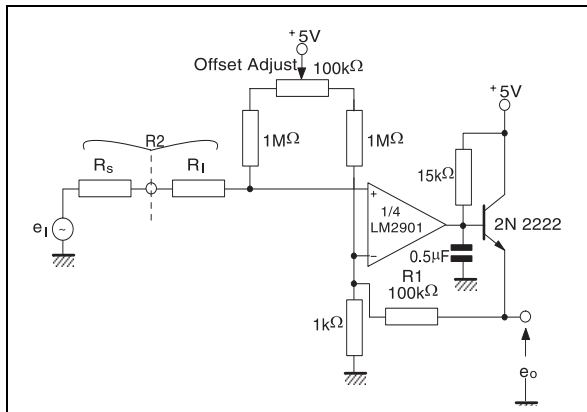 +5V
Offset Adjust
100kΩ
+5V
R2
1MΩ
1MΩ
Rs
RI
15kΩ
+
1/4
LM2901
2N 2222
eI
~
0.5μF
−
R1
100kΩ
1kΩ
eo